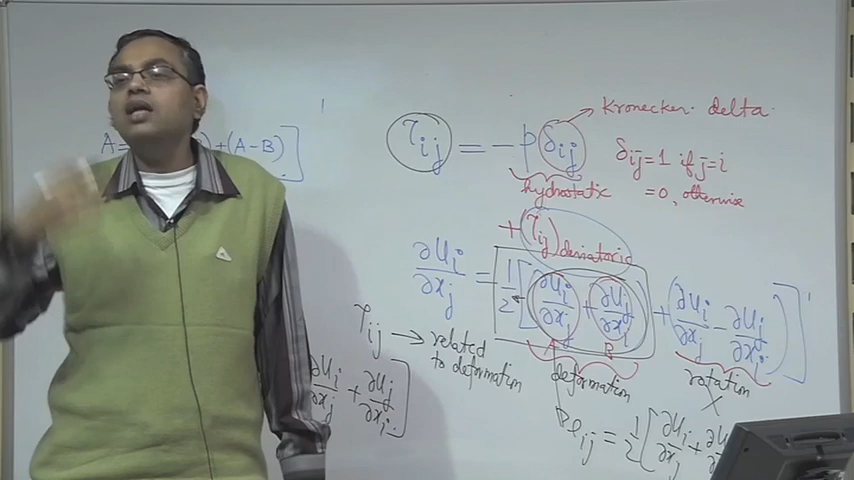 A = ) + (A - B) ]
τij = -p δij
Kronecker delta
δij = 1 if j = i
= 0, otherwise
hydrostatic
+ τij) deviatoric
∂ui/∂xj = 1/2 [ (∂ui/∂xj + ∂uj/∂xi) + (∂ui/∂xj - ∂uj/∂xi) ]
A B
deformation
rotation
×
τij → related
to deformation
∂ui/∂xj + ∂uj/∂xi ]
eij = 1/2 [ ∂ui/∂xj + ∂u